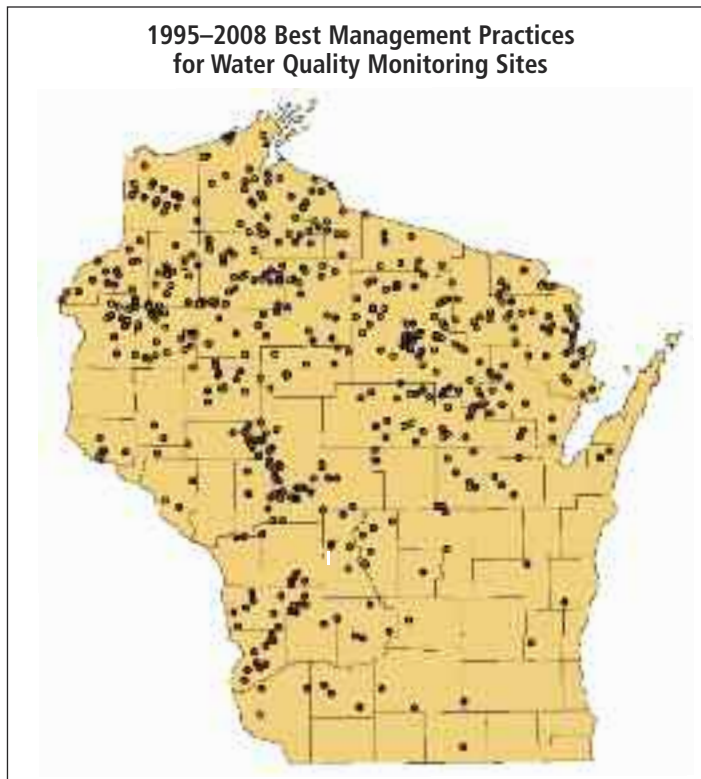 1995–2008 Best Management Practices
for Water Quality Monitoring Sites